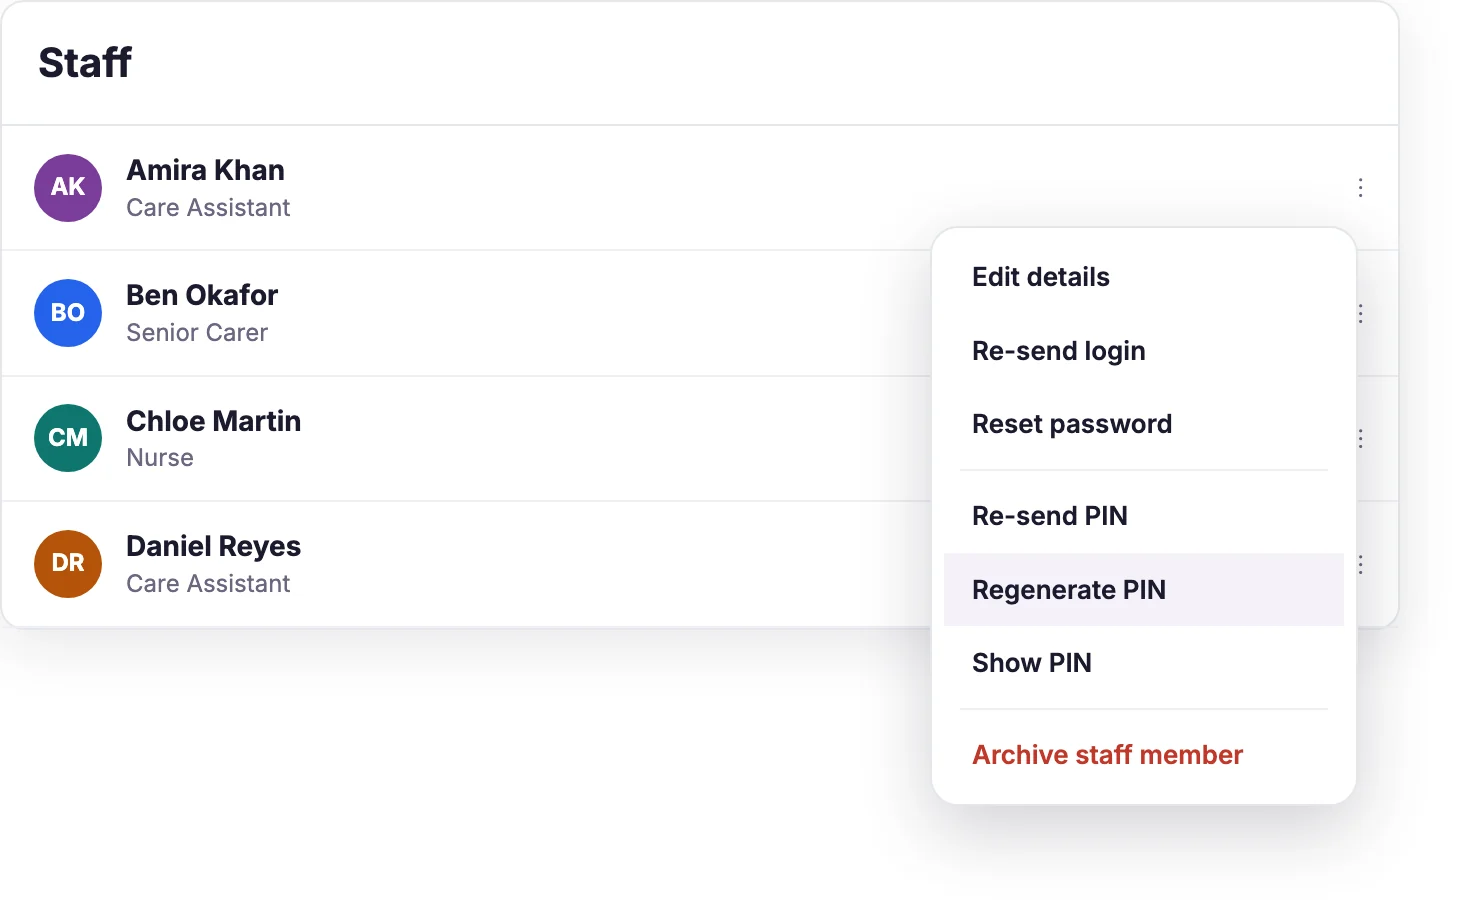 Staff
AK
Amira Khan
Care Assistant
BO
Ben Okafor
Senior Carer
CM
Chloe Martin
Nurse
DR
Daniel Reyes
Care Assistant
Edit details
Re-send login
Reset password
Re-send PIN
Regenerate PIN
Show PIN
Archive staff member